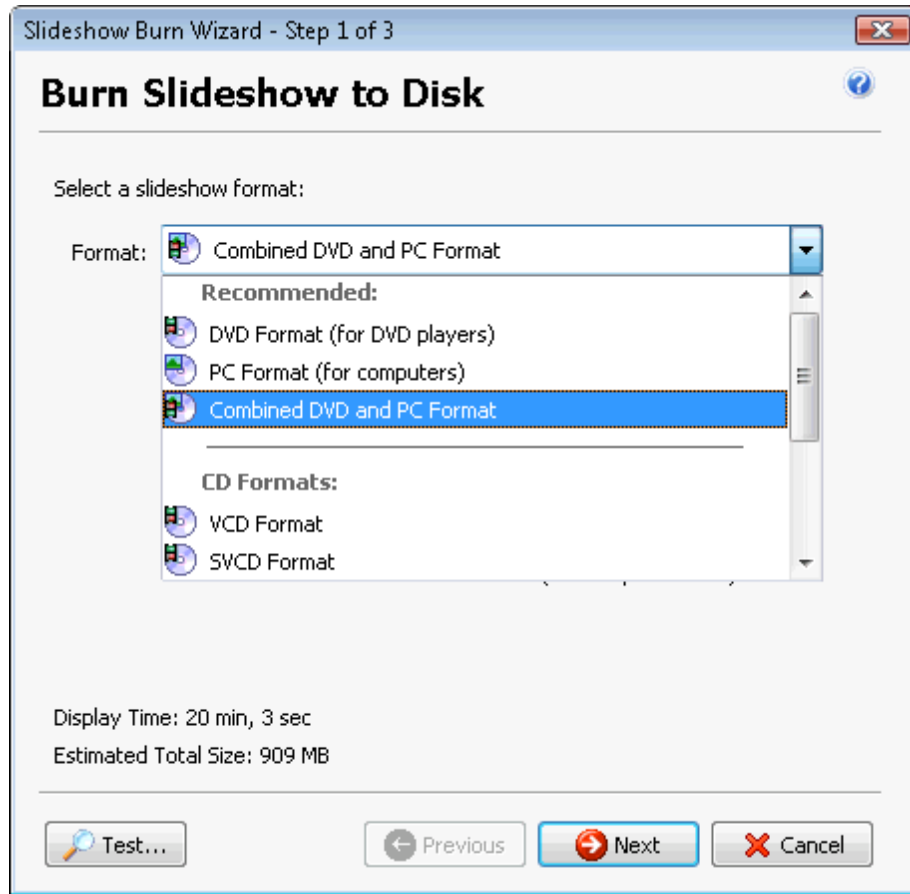 Slideshow Burn Wizard - Step 1 of 3
Burn Slideshow to Disk
Select a slideshow format:
Format: Combined DVD and PC Format
Recommended:
DVD Format (for DVD players)
PC Format (for computers)
Combined DVD and PC Format
CD Formats:
VCD Format
SVCD Format
Display Time: 20 min, 3 sec
Estimated Total Size: 909 MB
Test... Previous Next Cancel